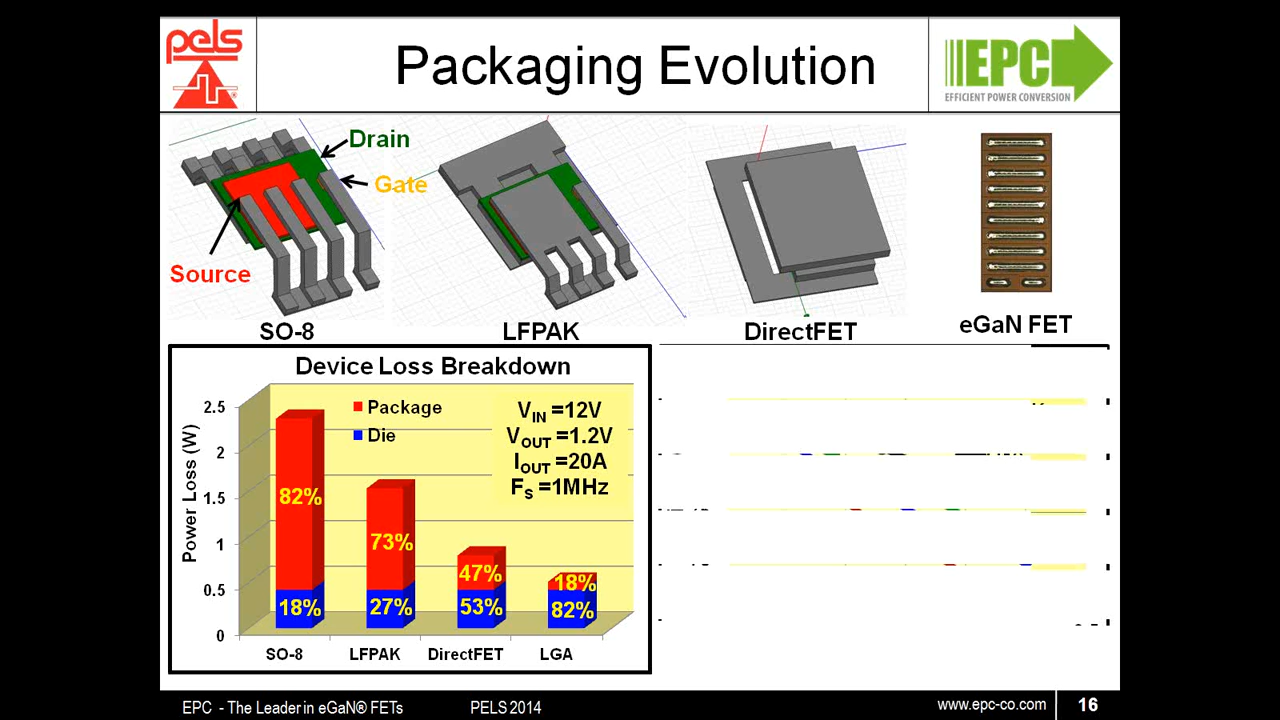 pels
Packaging Evolution
EPC
EFFICIENT POWER CONVERSION
Drain
Gate
Source
SO-8
LFPAK
DirectFET
eGaN FET
Device Loss Breakdown
Package
Die
VIN =12V
VOUT =1.2V
IOUT =20A
FS =1MHz
Power Loss (W)
2.5
2
1.5
1
0.5
0
82%
18%
73%
27%
47%
53%
18%
82%
SO-8
LFPAK
DirectFET
LGA
EPC - The Leader in eGaN® FETs
PELS 2014
www.epc-co.com
16